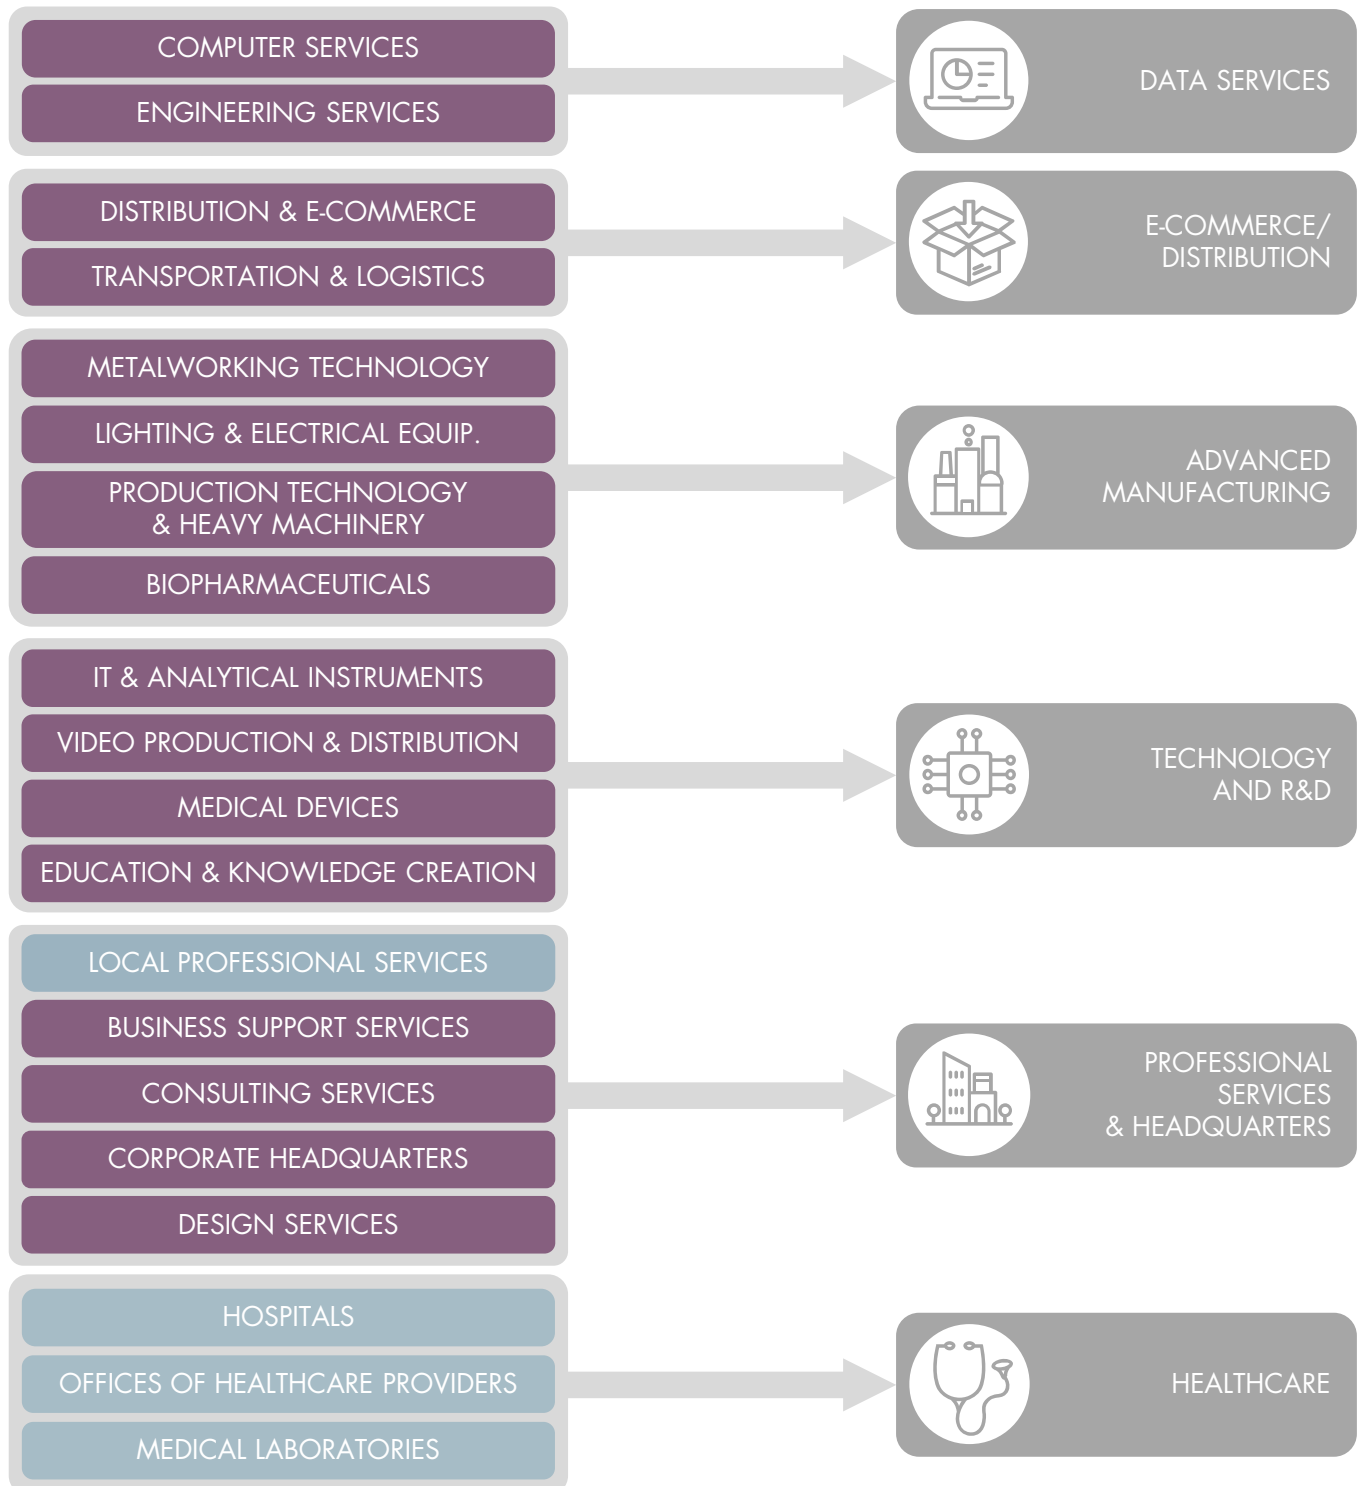 COMPUTER SERVICES
ENGINEERING SERVICES
DATA SERVICES
DISTRIBUTION & E-COMMERCE
TRANSPORTATION & LOGISTICS
E-COMMERCE/
DISTRIBUTION
METALWORKING TECHNOLOGY
LIGHTING & ELECTRICAL EQUIP.
PRODUCTION TECHNOLOGY
& HEAVY MACHINERY
BIOPHARMACEUTICALS
ADVANCED
MANUFACTURING
IT & ANALYTICAL INSTRUMENTS
VIDEO PRODUCTION & DISTRIBUTION
MEDICAL DEVICES
EDUCATION & KNOWLEDGE CREATION
TECHNOLOGY
AND R&D
LOCAL PROFESSIONAL SERVICES
BUSINESS SUPPORT SERVICES
CONSULTING SERVICES
CORPORATE HEADQUARTERS
DESIGN SERVICES
PROFESSIONAL
SERVICES
& HEADQUARTERS
HOSPITALS
OFFICES OF HEALTHCARE PROVIDERS
MEDICAL LABORATORIES
HEALTHCARE